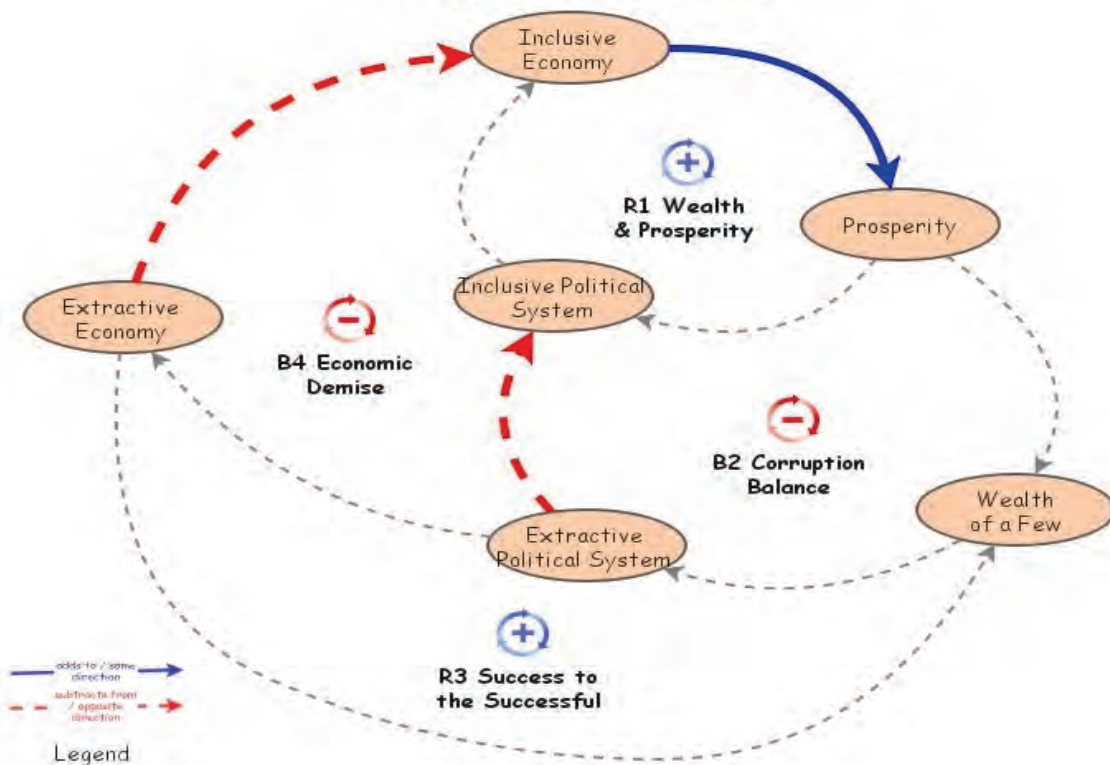 Inclusive
Economy
R1 Wealth
& Prosperity
Prosperity
Extractive
Economy
Inclusive Political
System
B4 Economic
Demise
B2 Corruption
Balance
Wealth
of a Few
Extractive
Political System
R3 Success to
the Successful
adds to / same
direction
subtracts from
/ opposite
direction
Legend